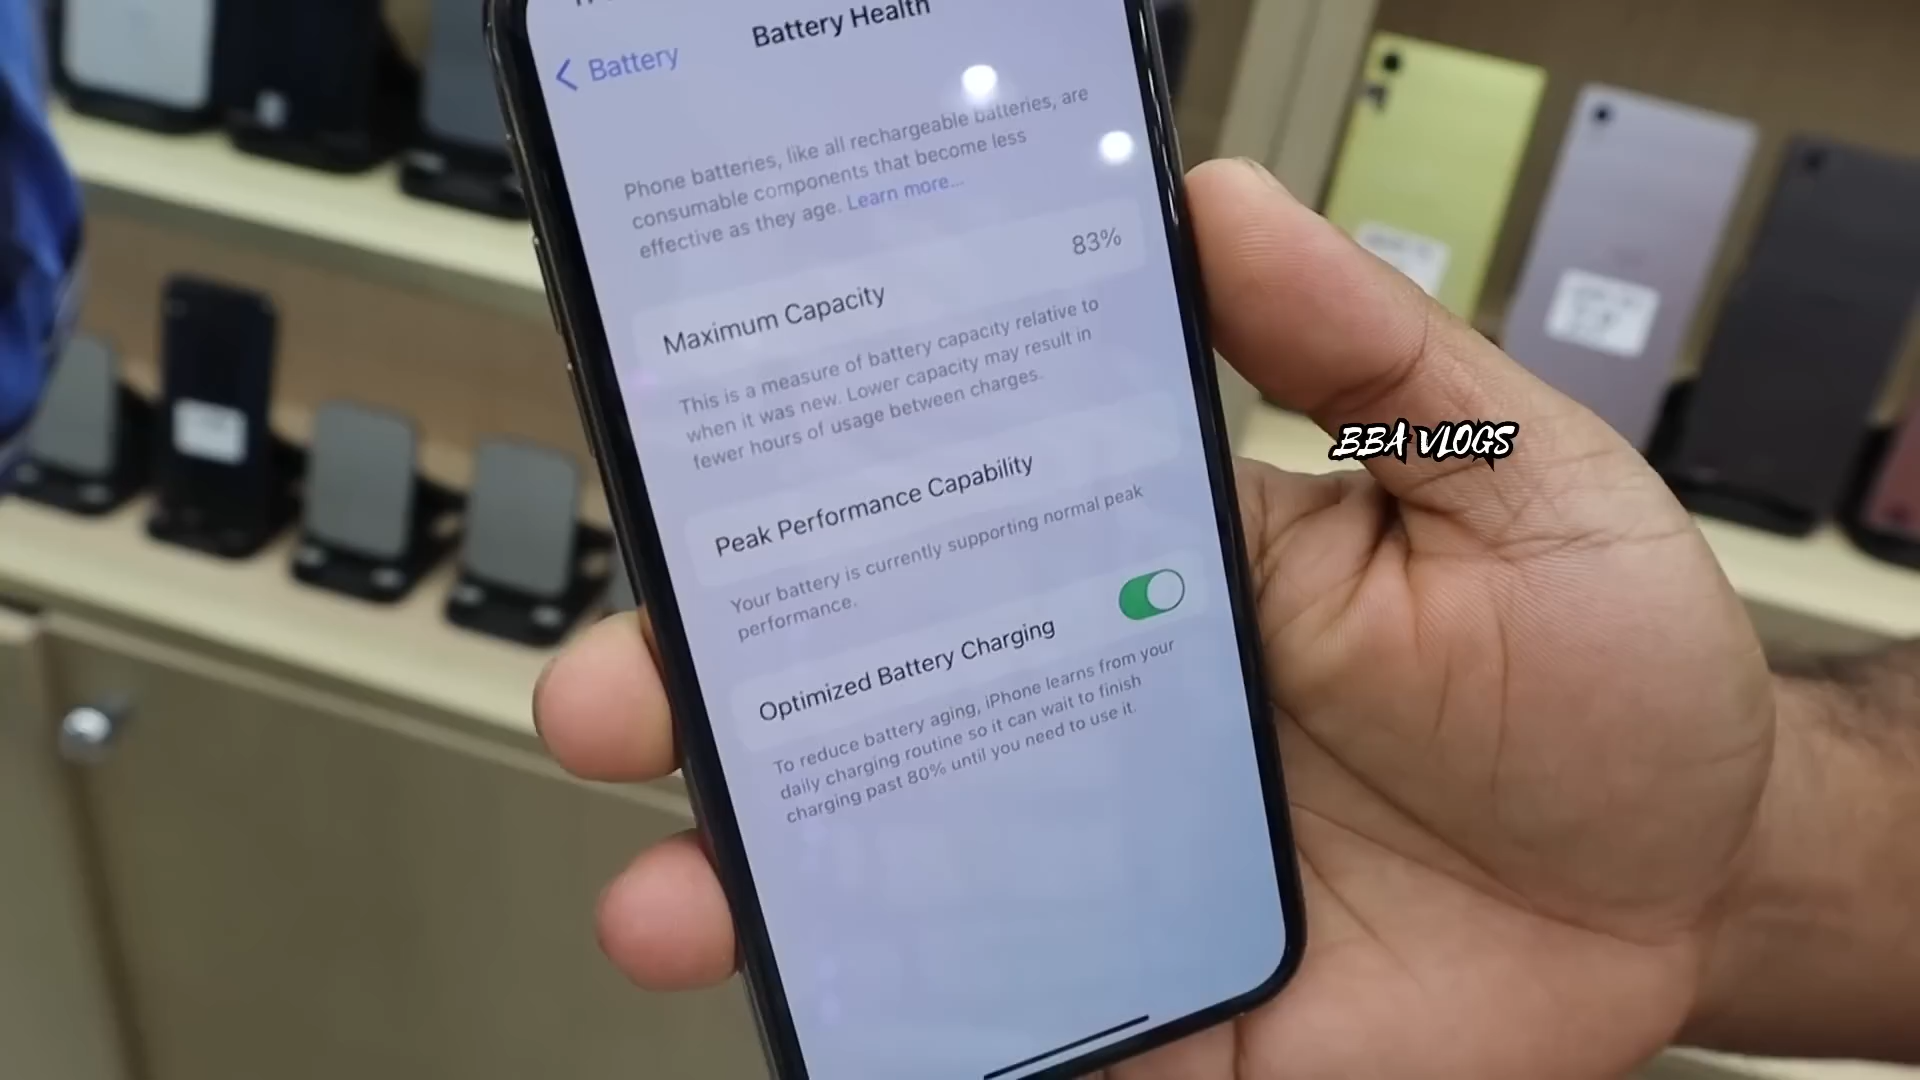 Battery Health
Battery
Phone batteries, like all rechargeable batteries, are
consumable components that become less
effective as they age. Learn more...
Maximum Capacity 83%
This is a measure of battery capacity relative to
when it was new. Lower capacity may result in
fewer hours of usage between charges.
Peak Performance Capability
Your battery is currently supporting normal peak
performance.
Optimized Battery Charging
To reduce battery aging, iPhone learns from your
daily charging routine so it can wait to finish
charging past 80% until you need to use it.
BBA VLOGS